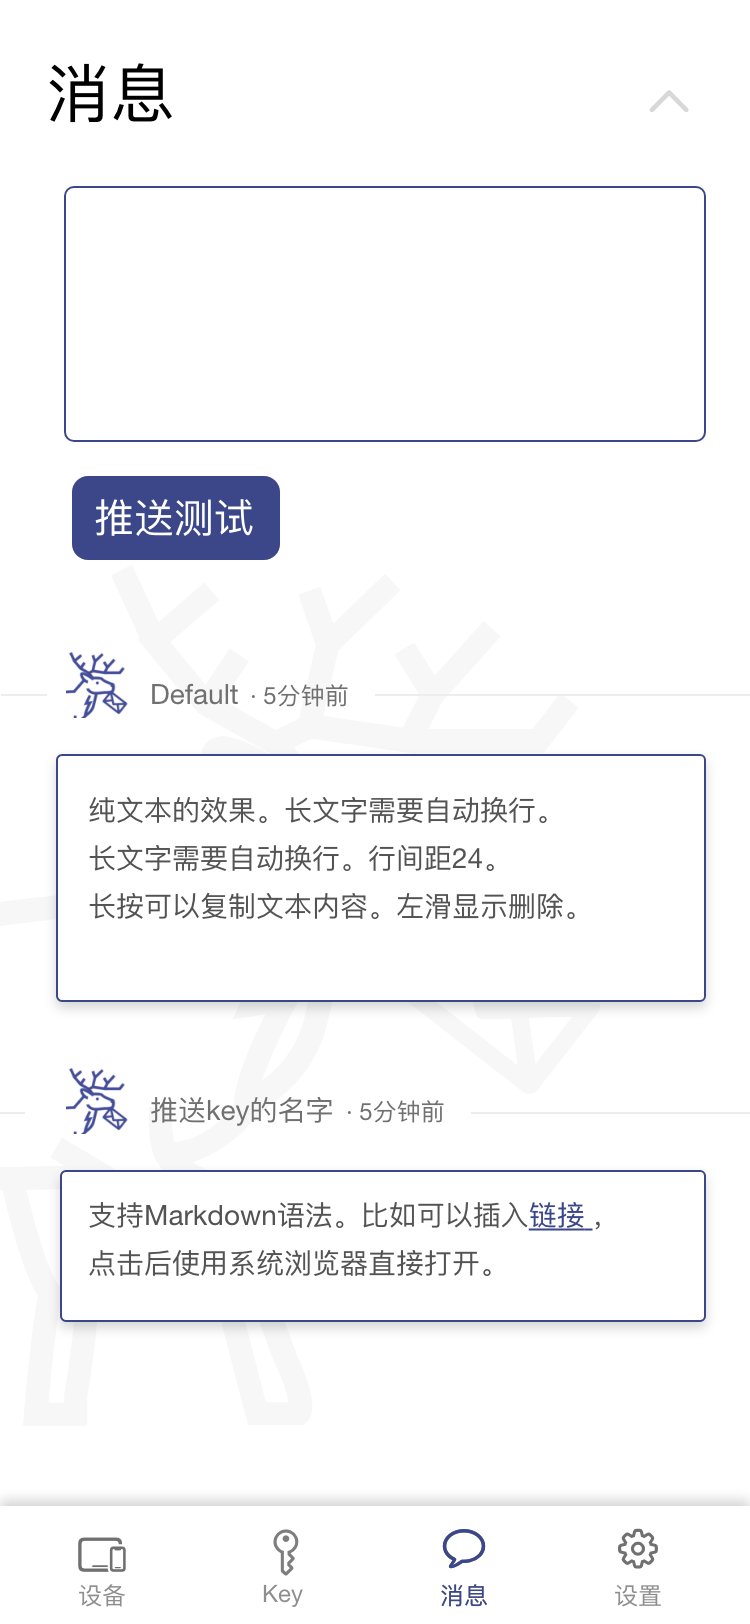 消息
推送测试
Default · 5分钟前
纯文本的效果。长文字需要自动换行。
长文字需要自动换行。行间距24。
长按可以复制文本内容。左滑显示删除。
推送key的名字 · 5分钟前
支持Markdown语法。比如可以插入链接 ,
点击后使用系统浏览器直接打开。
设备 Key 消息 设置